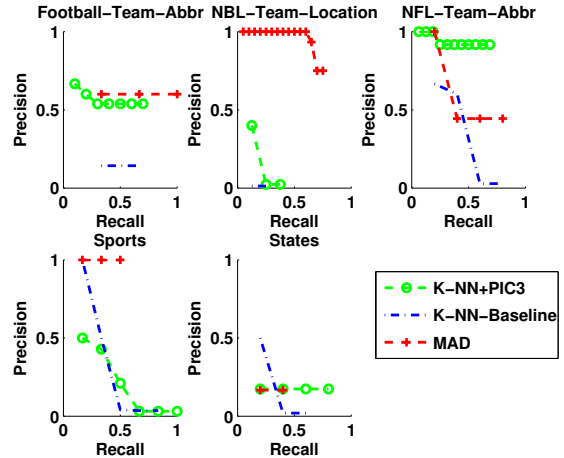 Football−Team−Abbr
NBL−Team−Location
NFL−Team−Abbr
1
0.5
0
Precision
0
0.5
1
Recall
1
0.5
0
Precision
0
0.5
1
Recall
1
0.5
0
Precision
0
0.5
1
Recall
Sports
States
1
0.5
0
Precision
0
0.5
1
Recall
1
0.5
0
Precision
0
0.5
1
Recall
K−NN+PIC3
K−NN−Baseline
MAD